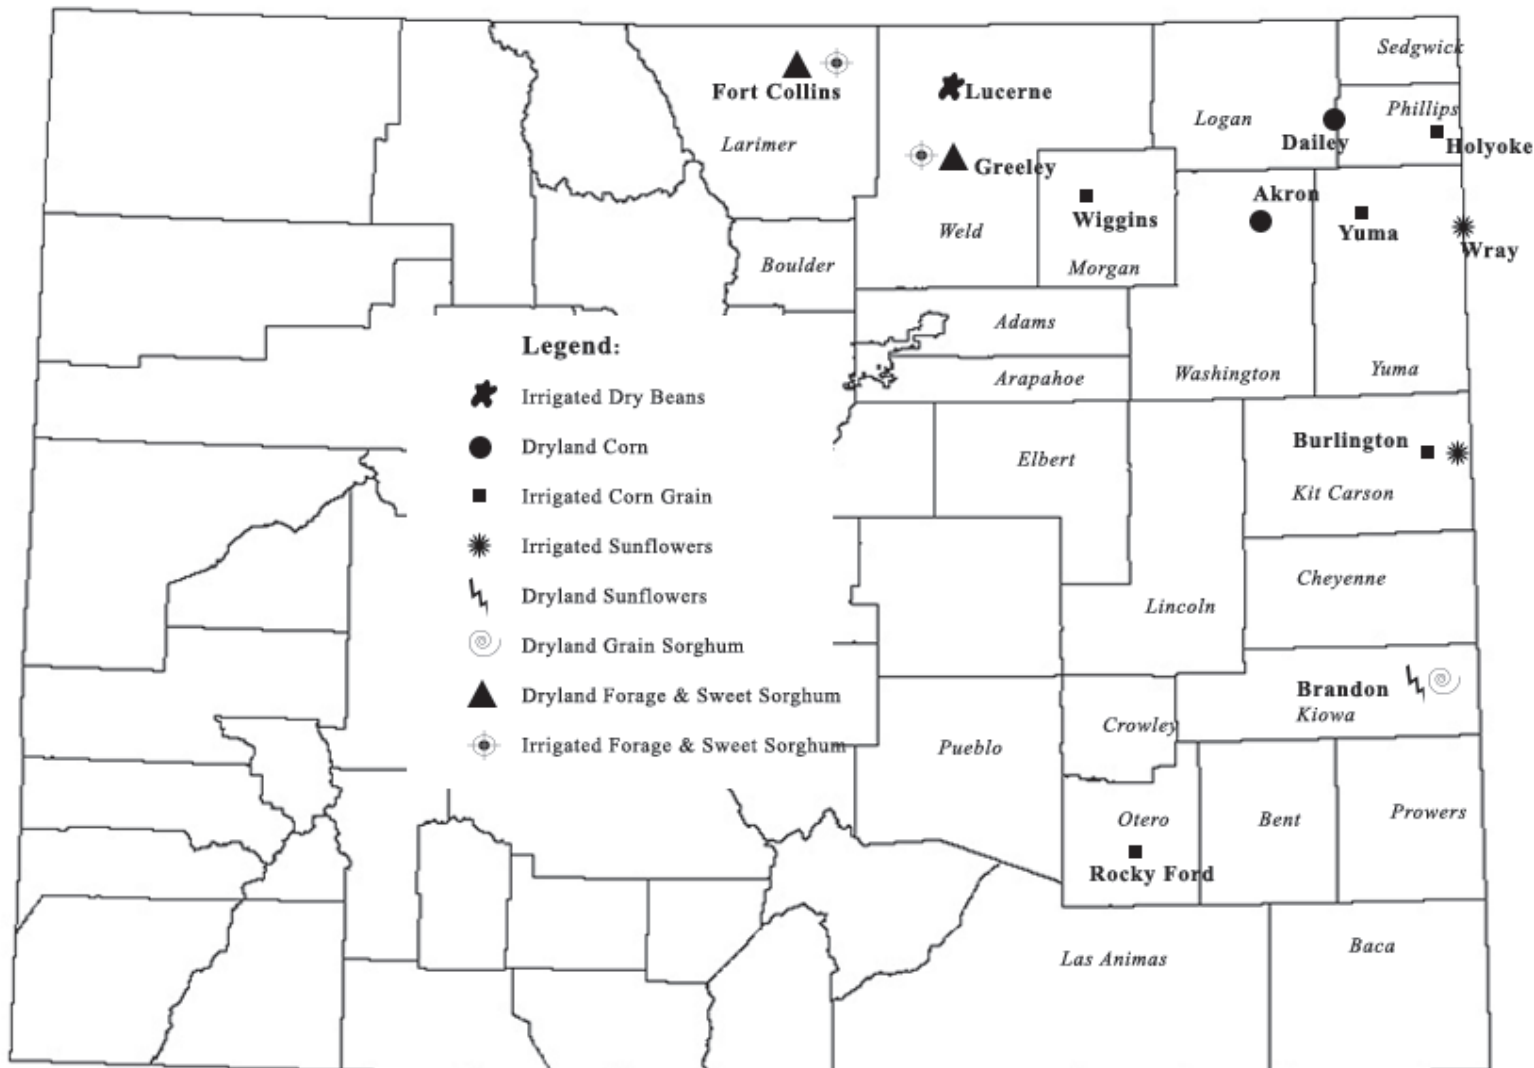 Sedgwick
Fort Collins
Lucerne
Logan
Phillips
Larimer
Dailey
Holyoke
Greeley
Akron
Wiggins
Weld
Yuma
Wray
Boulder
Morgan
Adams
Legend:
Arapahoe
Washington
Yuma
Irrigated Dry Beans
Dryland Corn
Burlington
Elbert
Kit Carson
Irrigated Corn Grain
Irrigated Sunflowers
Cheyenne
Dryland Sunflowers
Lincoln
Dryland Grain Sorghum
Dryland Forage & Sweet Sorghum
Brandon
Kiowa
Crowley
Irrigated Forage & Sweet Sorghum
Pueblo
Otero
Bent
Prowers
Rocky Ford
Las Animas
Baca